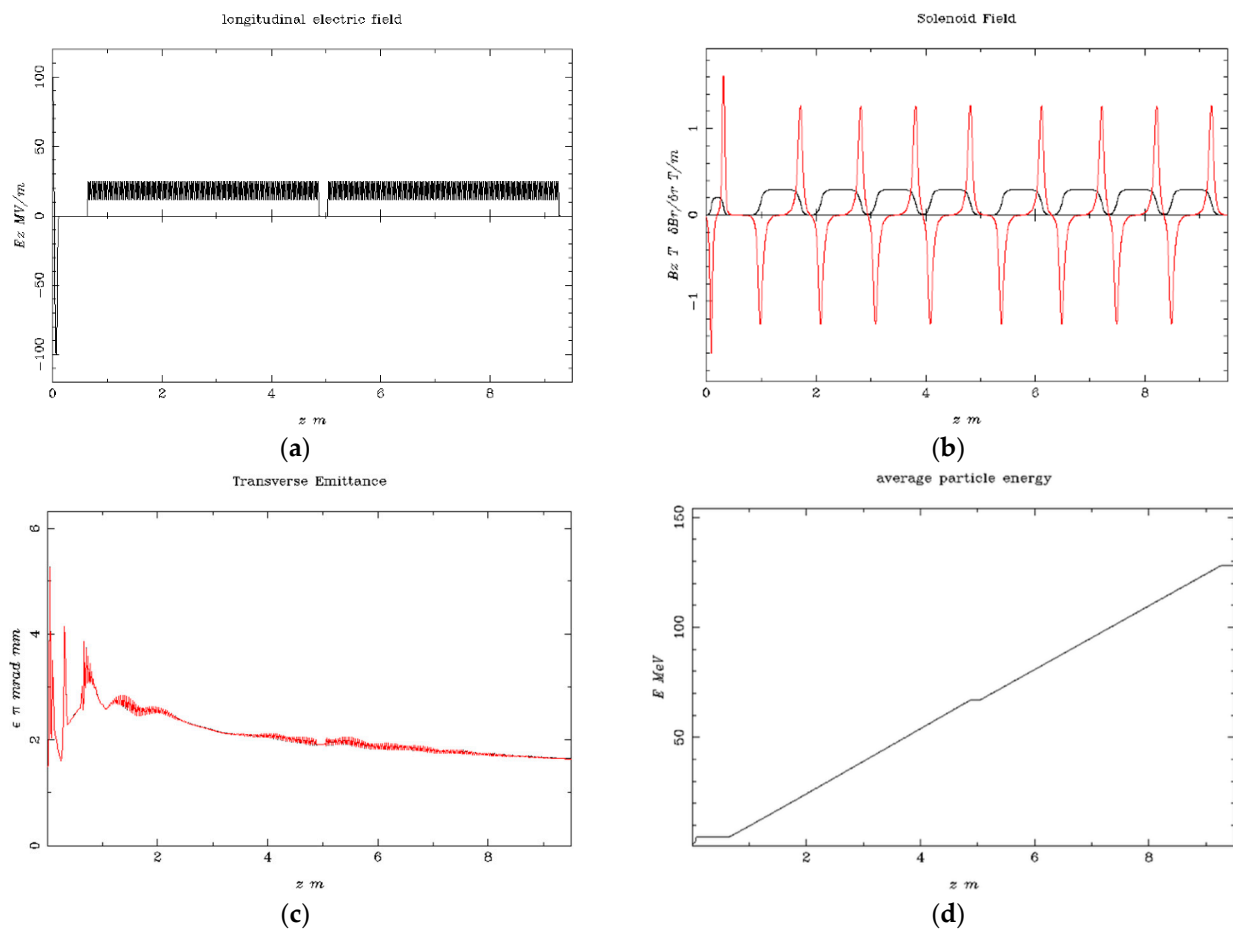 longitudinal electric field
Ez MV/m
100
50
0
−50
−100
0 2 4 6 8
z m
(a)
Solenoid Field
Bz T δBr/δr T/m
1
0
−1
0 2 4 6 8
z m
(b)
Transverse Emittance
ϵ π mrad mm
6
4
2
0
2 4 6 8
z m
(c)
average particle energy
E MeV
150
100
50
2 4 6 8
z m
(d)